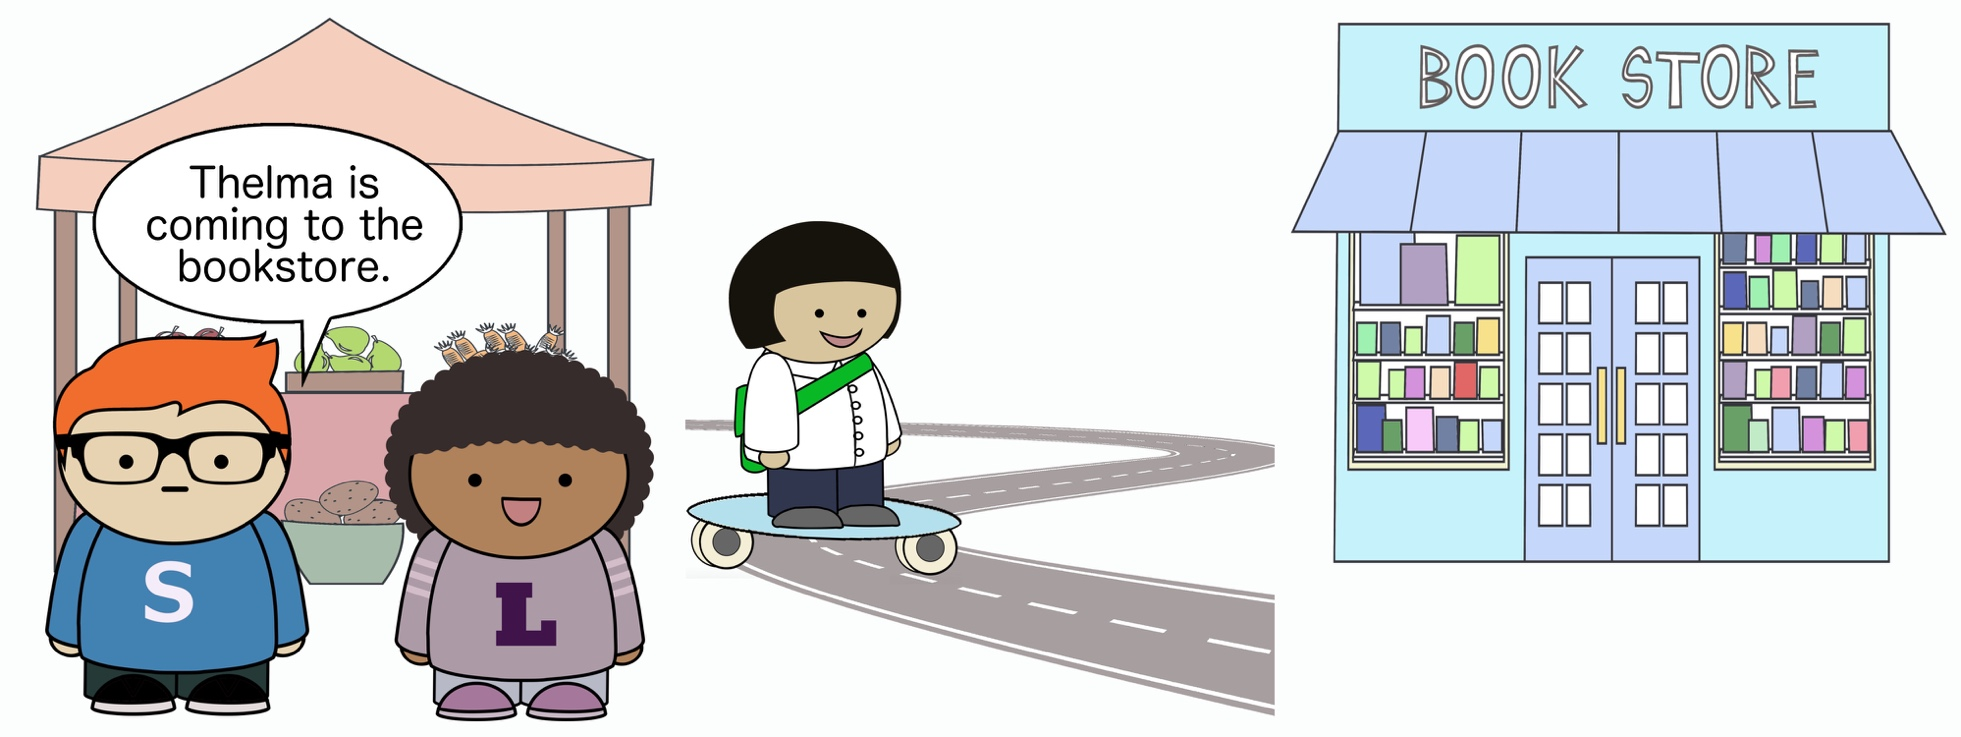 Thelma is
coming to the
bookstore.
S
L
BOOK STORE